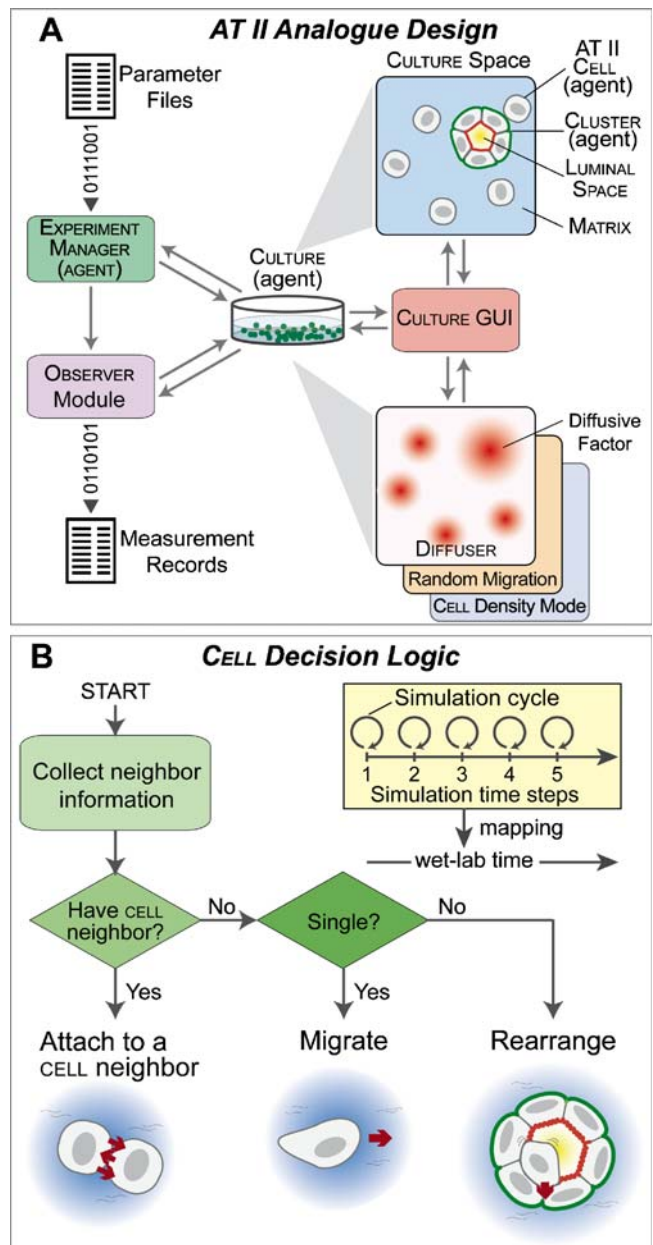 A
AT II Analogue Design
Parameter
Files
0111001
EXPERIMENT
MANAGER
(AGENT)
OBSERVER
Module
0110101
Measurement
Records
CULTURE
(agent)
CULTURE Space
AT II
CELL
(agent)
CLUSTER
(agent)
LUMINAL
SPACE
MATRIX
CULTURE GUI
Diffusive
Factor
DIFFUSER
Random Migration
CELL Density Mode
B
CELL Decision Logic
START
Collect neighbor
information
Simulation cycle
1 2 3 4 5
Simulation time steps
mapping
wet-lab time
Have CELL
neighbor?
No
Single?
No
Yes
Yes
Attach to a
CELL neighbor
Migrate
Rearrange